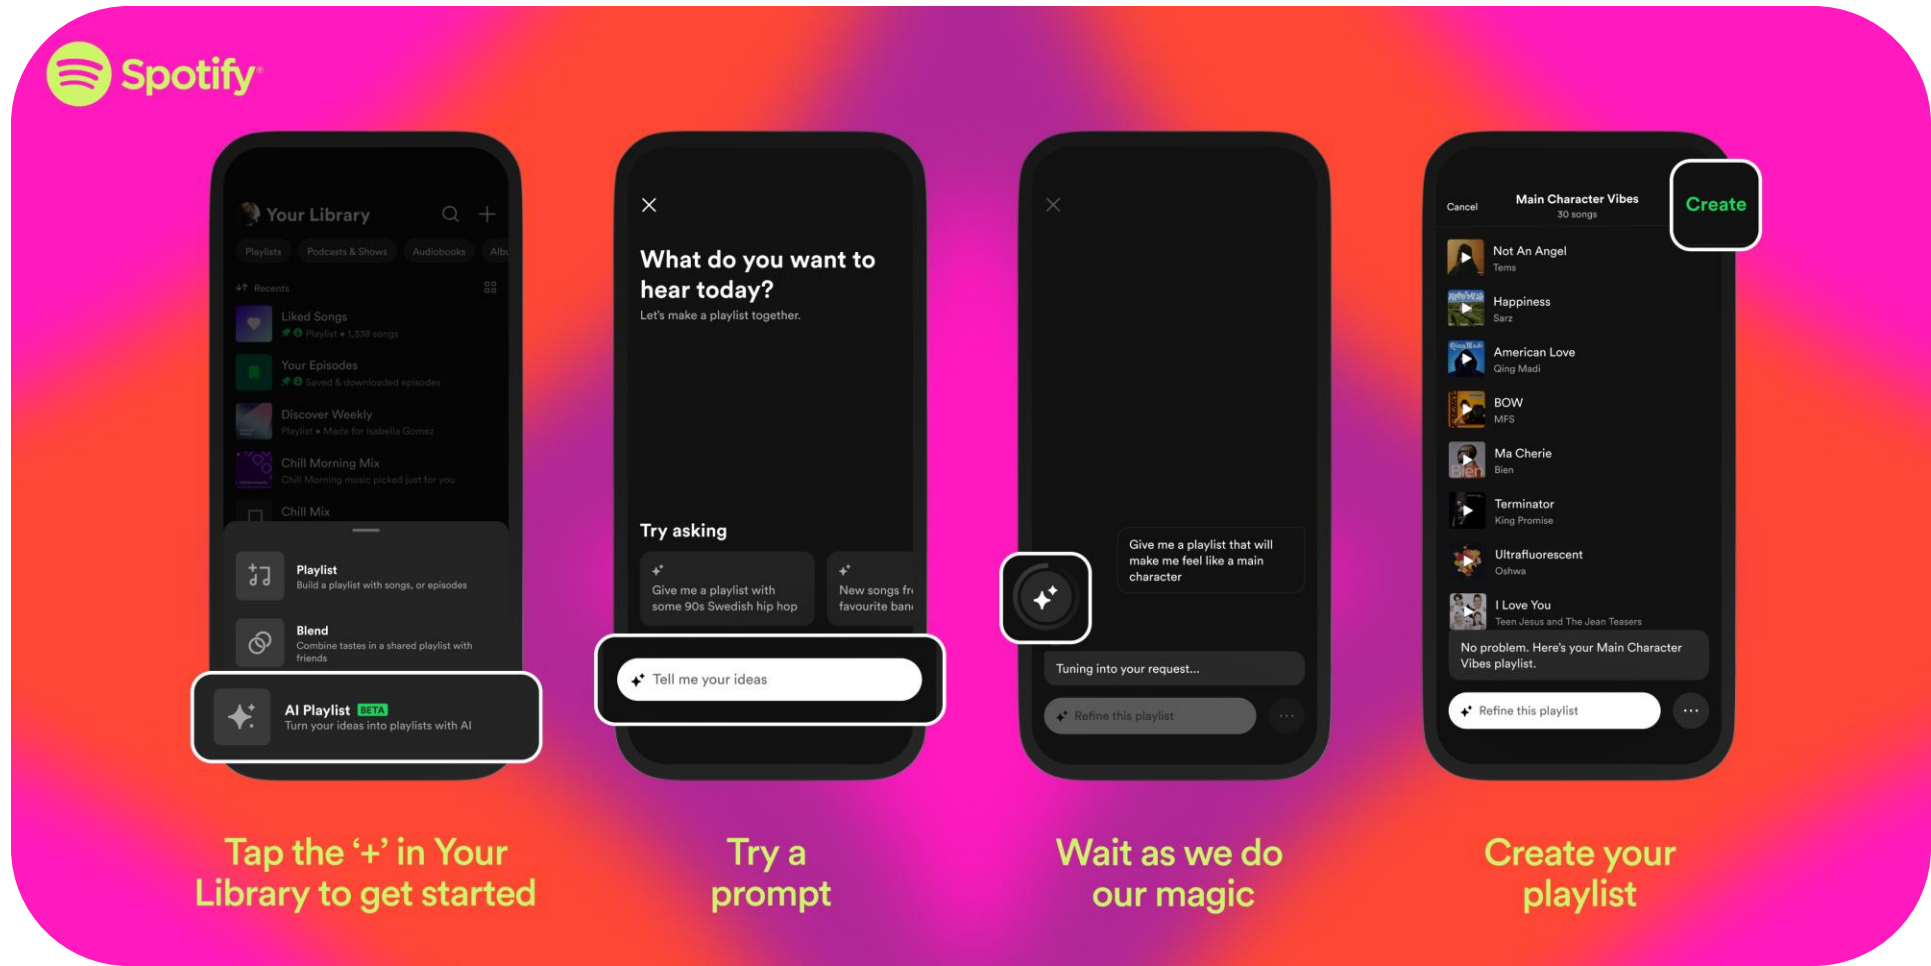 Spotify
Your Library
Playlists
Podcasts & Shows
Audiobooks
Recents
Liked Songs
Playlist • 1,338 songs
Your Episodes
Saved & downloaded episodes
Discover Weekly
Playlist • Made for Isabella Gomez
Chill Morning Mix
Chill Morning music picked just for you
Chill Mix
Playlist
Build a playlist with songs, or episodes
Blend
Combine tastes in a shared playlist with
friends
AI Playlist BETA
Turn your ideas into playlists with AI
Tap the ‘+’ in Your
Library to get started
What do you want to
hear today?
Let's make a playlist together.
Try asking
Give me a playlist with
some 90s Swedish hip hop
New songs
favourite
Tell me your ideas
Try a
prompt
Give me a playlist that will
make me feel like a main
character
Tuning into your request...
Refine this playlist
Wait as we do
our magic
Cancel
Main Character Vibes
30 songs
Create
Not An Angel
Tems
Happiness
Sarz
American Love
Qing Madi
BOW
MFS
Ma Cherie
Bien
Terminator
King Promise
Ultrafluorescent
Oshwa
I Love You
Teen Jesus and The Jean Teasers
No problem. Here's your Main Character
Vibes playlist.
Refine this playlist
Create your
playlist